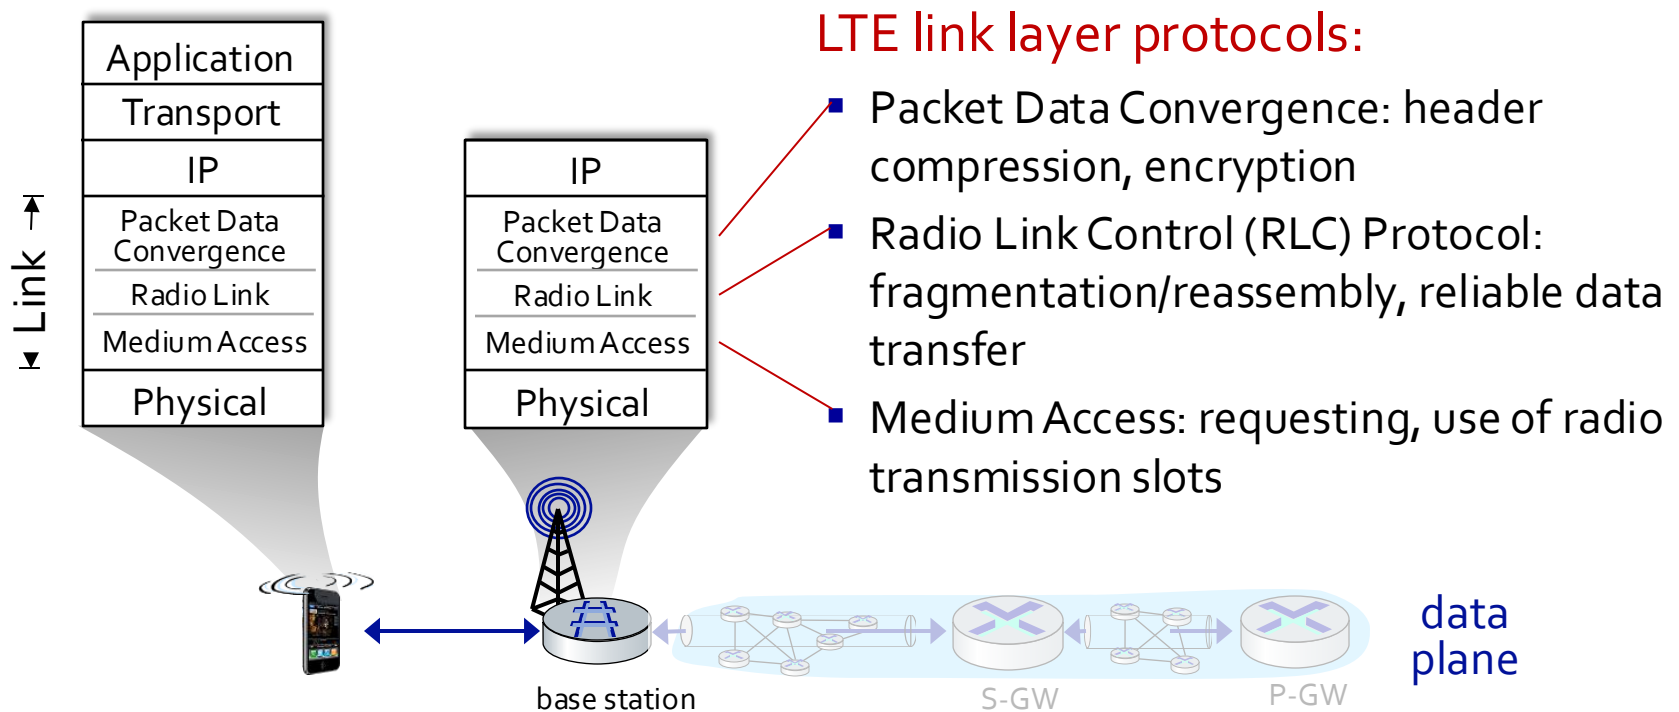 LTE link layer protocols:
Application
Transport
IP
Packet Data
Convergence
Radio Link
Medium Access
Physical
Link
IP
Packet Data
Convergence
Radio Link
Medium Access
Physical
Packet Data Convergence: header
compression, encryption
Radio Link Control (RLC) Protocol:
fragmentation/reassembly, reliable data
transfer
Medium Access: requesting, use of radio
transmission slots
base station
S-GW
P-GW
data
plane